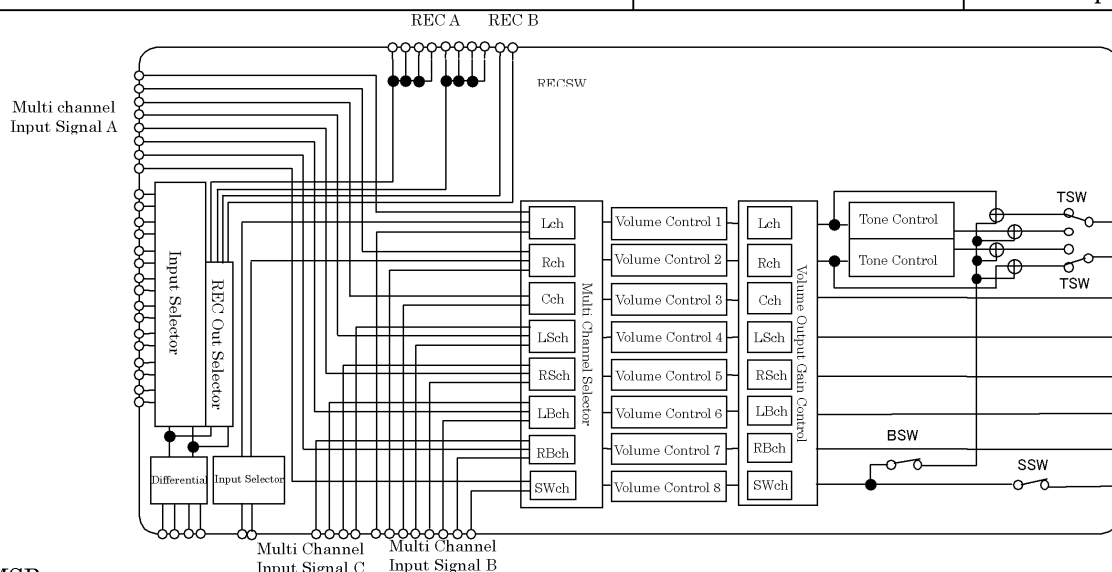 REC A REC B
RECSW
Multi channel
Input Signal A
TSW
Lch
Volume Control 1
Lch
Tone Control
Rch
Volume Control 2
Rch
Tone Control
TSW
Cch
Volume Control 3
Cch
LSch
Volume Control 4
LSch
RSch
Volume Control 5
RSch
LBch
Volume Control 6
LBch
RBch
Volume Control 7
RBch
SWch
Volume Control 8
SWch
Input Selector
REC Out Selector
Multi Channel Selector
Volume Output Gain Control
BSW
SSW
Differential
Input Selector
Multi Channel
Input Signal C
Multi Channel
Input Signal B